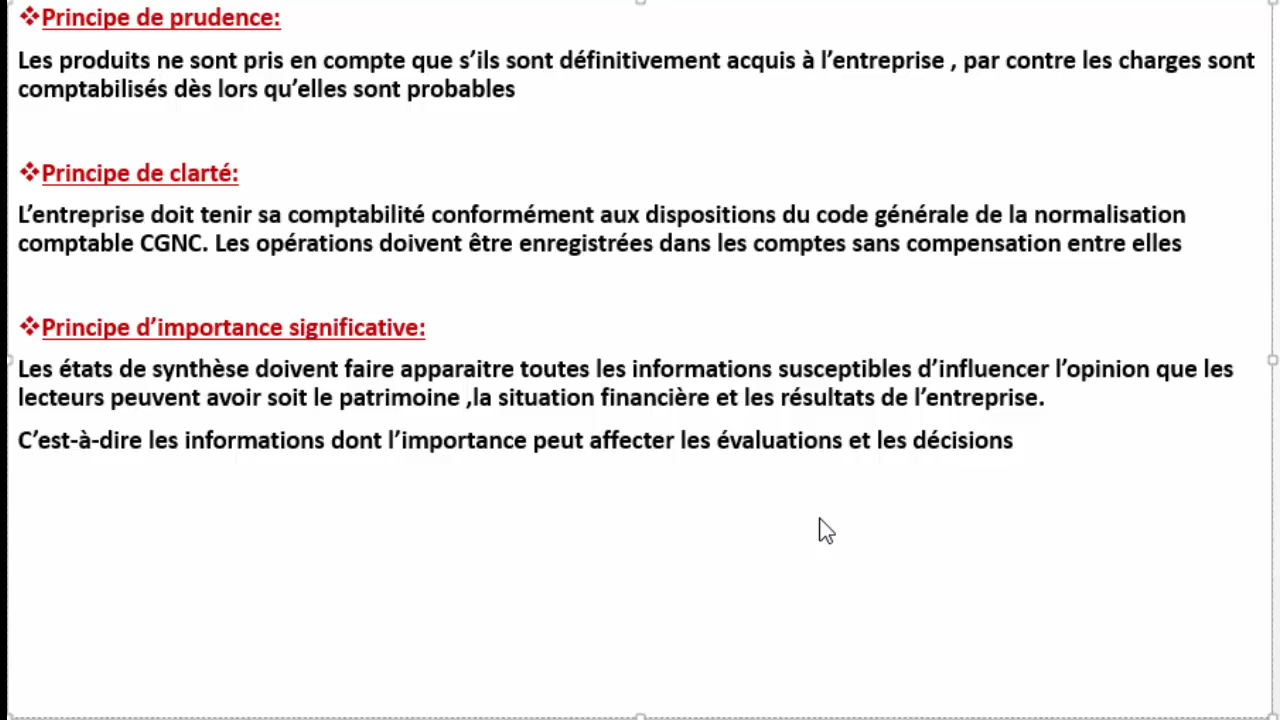 ❖Principe de prudence:
Les produits ne sont pris en compte que s’ils sont définitivement acquis à l’entreprise , par contre les charges sont
comptabilisés dès lors qu’elles sont probables
❖Principe de clarté:
L’entreprise doit tenir sa comptabilité conformément aux dispositions du code générale de la normalisation
comptable CGNC. Les opérations doivent être enregistrées dans les comptes sans compensation entre elles
❖Principe d’importance significative:
Les états de synthèse doivent faire apparaitre toutes les informations susceptibles d’influencer l’opinion que les
lecteurs peuvent avoir soit le patrimoine ,la situation financière et les résultats de l’entreprise.
C’est-à-dire les informations dont l’importance peut affecter les évaluations et les décisions